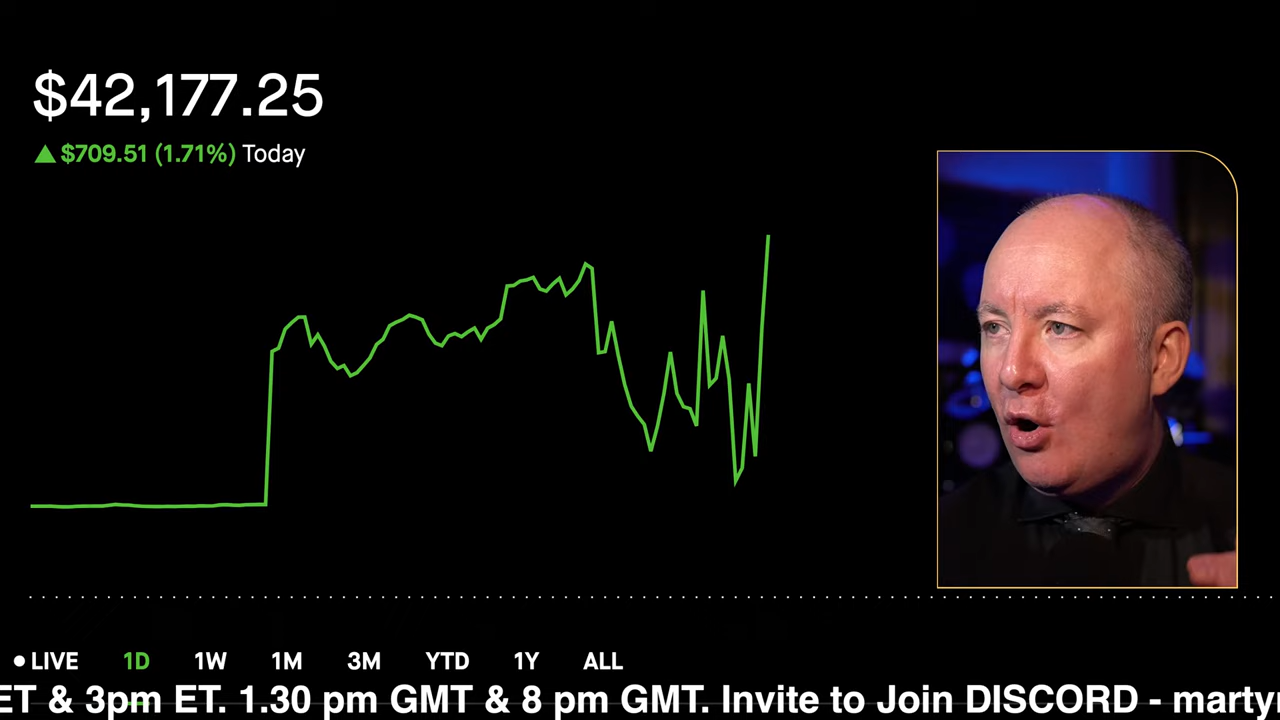 $42,177.25
▲ $709.51 (1.71%) Today
LIVE 1D 1W 1M 3M YTD 1Y ALL
ET & 3pm ET. 1.30 pm GMT & 8 pm GMT. Invite to Join DISCORD - marty